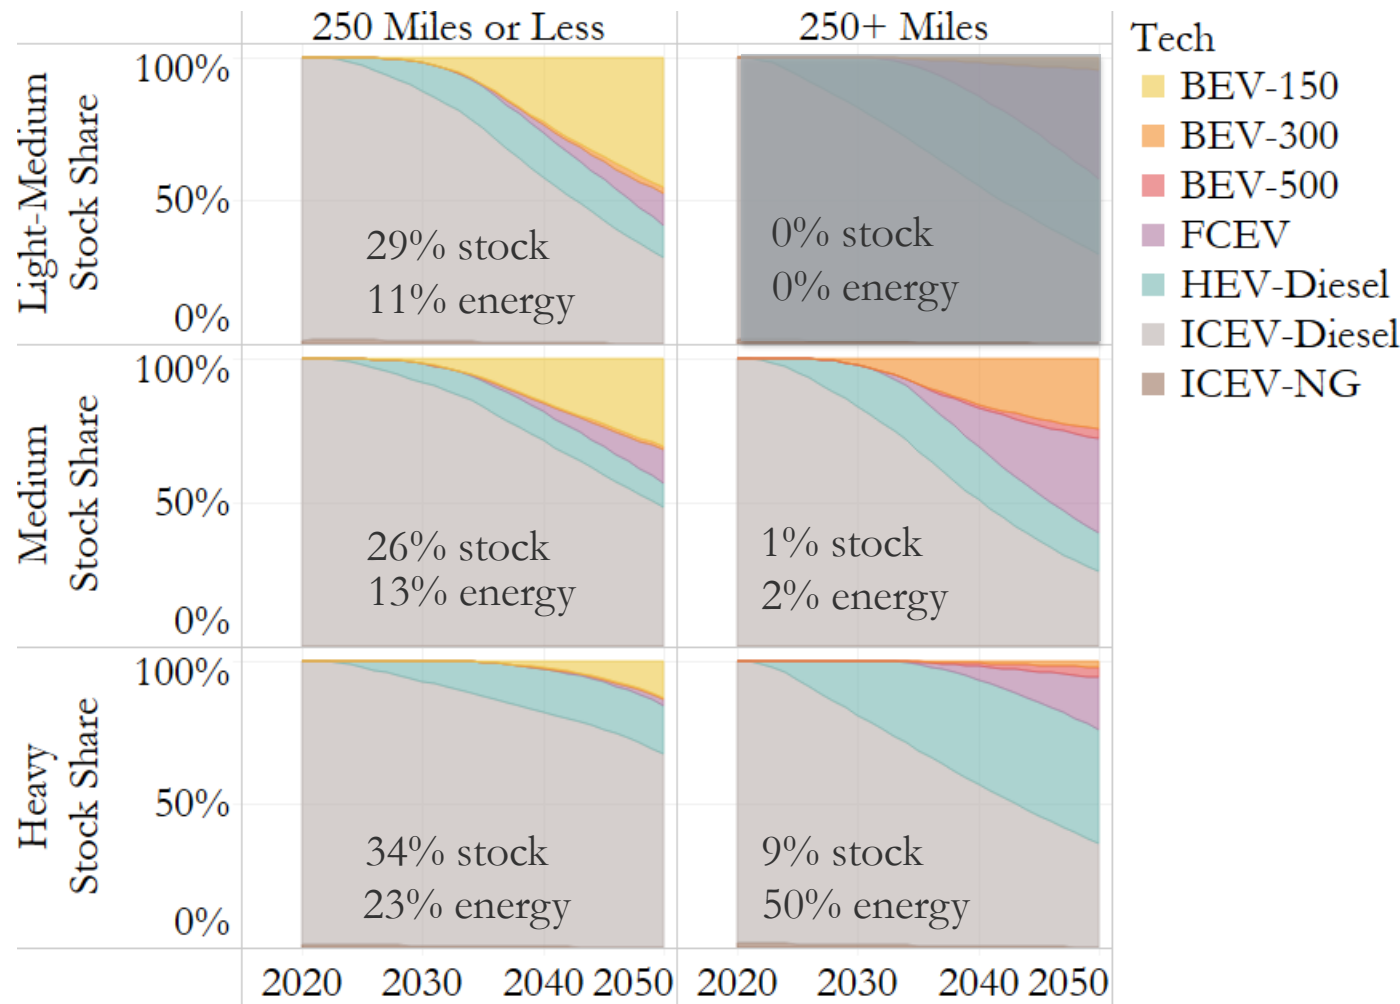 250 Miles or Less
250+ Miles
Tech
BEV-150
BEV-300
BEV-500
FCEV
HEV-Diesel
ICEV-Diesel
ICEV-NG
Light-Medium
Stock Share
100%
50%
0%
29% stock
11% energy
0% stock
0% energy
Medium
Stock Share
100%
50%
0%
26% stock
13% energy
1% stock
2% energy
Heavy
Stock Share
100%
50%
0%
34% stock
23% energy
9% stock
50% energy
2020 2030 2040 2050 2020 2030 2040 2050